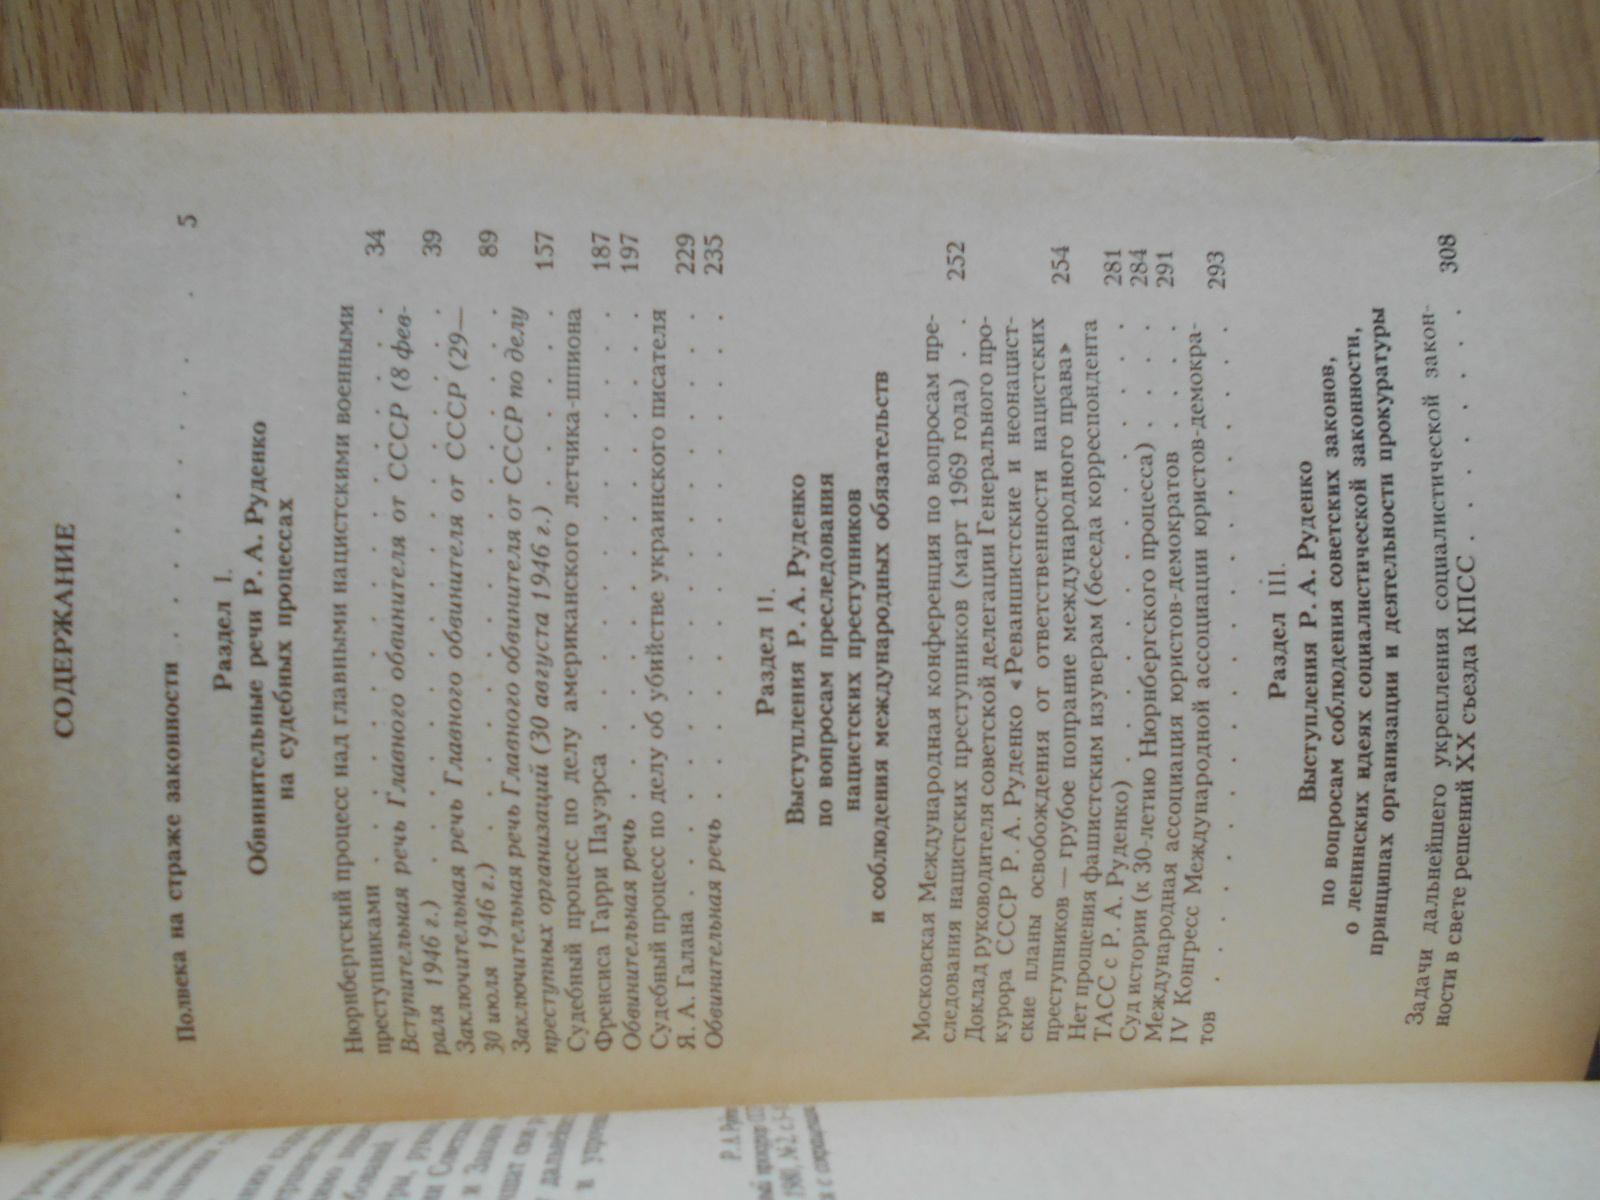 СОДЕРЖАНИЕ
Полвека на страже законности . . . . . . . . . . 5
Раздел I.
Обвинительные речи Р. А. Руденко
на судебных процессах
Нюрнбергский процесс над главными нацистскими военными
преступниками . . . . . . . . . . . . . . . . 34
Вступительная речь Главного обвинителя от СССР (8 фев-
раля 1946 г.) . . . . . . . . . . . . . . . . 39
Заключительная речь Главного обвинителя от СССР (29—
30 июля 1946 г.) . . . . . . . . . . . . . . 89
Заключительная речь Главного обвинителя от СССР по делу
преступных организаций (30 августа 1946 г.) . . . . . 157
Судебный процесс по делу американского летчика-шпиона
Френсиса Гарри Пауэрса . . . . . . . . . . . . 187
Обвинительная речь . . . . . . . . . . . . . . 197
Судебный процесс по делу об убийстве украинского писателя
Я. А. Галана . . . . . . . . . . . . . . . . 229
Обвинительная речь . . . . . . . . . . . . . . 235
Раздел II.
Выступления Р. А. Руденко
по вопросам преследования
нацистских преступников
и соблюдения международных обязательств
Московская Международная конференция по вопросам пре-
следования нацистских преступников (март 1969 года) . . 252
Доклад руководителя советской делегации Генерального про-
курора СССР Р. А. Руденко «Реваншистские и неонацист-
ские планы освобождения от ответственности нацистских
преступников — грубое попрание международного права» 254
Нет прощения фашистским изуверам (беседа корреспондента
ТАСС с Р. А. Руденко) . . . . . . . . . . . . . 281
Суд истории (к 30-летию Нюрнбергского процесса) . . . . 284
Международная ассоциация юристов-демократов . . . . 291
IV Конгресс Международной ассоциации юристов-демокра-
тов . . . . . . . . . . . . . . . . . . . 293
Раздел III.
Выступления Р. А. Руденко
по вопросам соблюдения советских законов,
о ленинских идеях социалистической законности,
принципах организации и деятельности прокуратуры
Задачи дальнейшего укрепления социалистической закон-
ности в свете решений XX съезда КПСС . . . . . . . 308